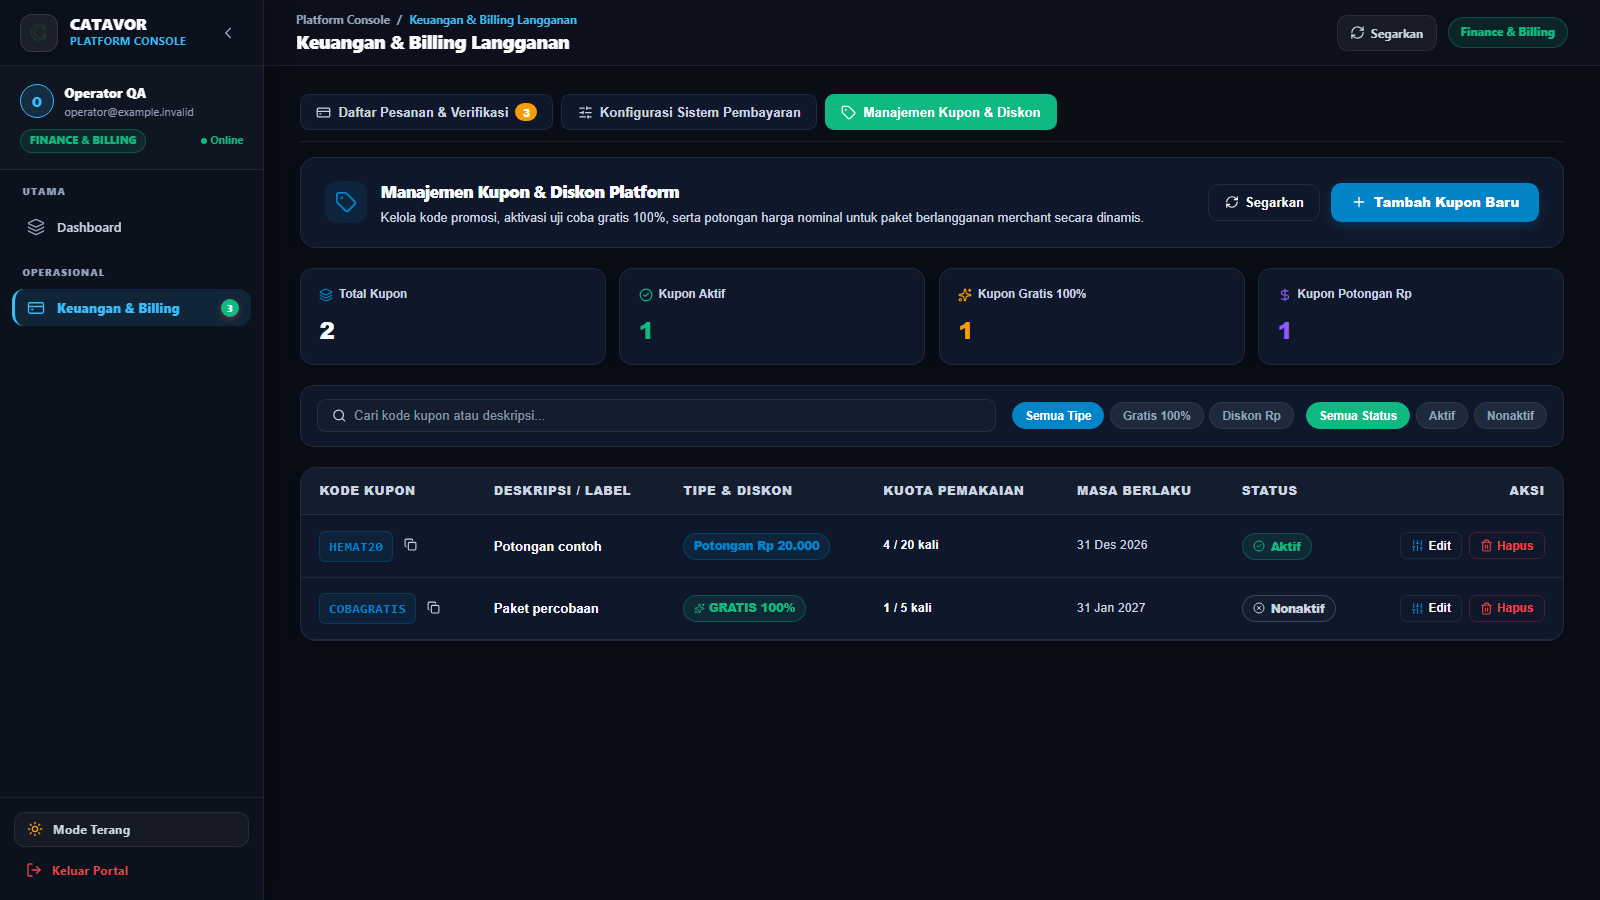 CATAVOR
PLATFORM CONSOLE
Operator QA
operator@example.invalid
FINANCE & BILLING
Online
UTAMA
Dashboard
OPERASIONAL
Keuangan & Billing 3
Mode Terang
Keluar Portal
Platform Console / Keuangan & Billing Langganan
Keuangan & Billing Langganan
Segarkan
Finance & Billing
Daftar Pesanan & Verifikasi 3
Konfigurasi Sistem Pembayaran
Manajemen Kupon & Diskon
Manajemen Kupon & Diskon Platform
Kelola kode promosi, aktivasi uji coba gratis 100%, serta potongan harga nominal untuk paket berlangganan merchant secara dinamis.
Segarkan
+ Tambah Kupon Baru
Total Kupon
2
Kupon Aktif
1
Kupon Gratis 100%
1
Kupon Potongan Rp
1
Cari kode kupon atau deskripsi...
Semua Tipe
Gratis 100%
Diskon Rp
Semua Status
Aktif
Nonaktif
KODE KUPON DESKRIPSI / LABEL TIPE & DISKON KUOTA PEMAKAIAN MASA BERLAKU STATUS AKSI
HEMAT20 Potongan contoh Potongan Rp 20.000 4 / 20 kali 31 Des 2026 Aktif Edit Hapus
COBAGRATIS Paket percobaan GRATIS 100% 1 / 5 kali 31 Jan 2027 Nonaktif Edit Hapus